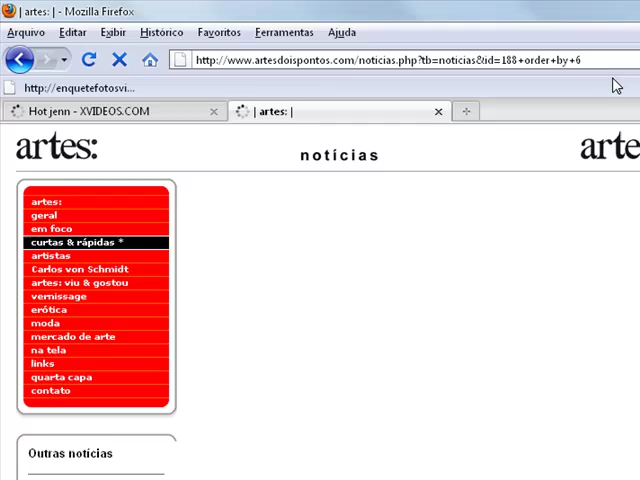 | artes: | - Mozilla Firefox
Arquivo Editar Exibir Histórico Favoritos Ferramentas Ajuda
http://www.artesdoispontos.com/noticias.php?tb=noticias&id=188+order+by+6
http://enquetefotosvi...
Hot jenn - XVIDEOS.COM
| artes: |
artes:
notícias
arte
artes:
geral
em foco
curtas & rápidas *
artistas
Carlos von Schmidt
artes: viu & gostou
vernissage
erótica
moda
mercado de arte
na tela
links
quarta capa
contato
Outras notícias